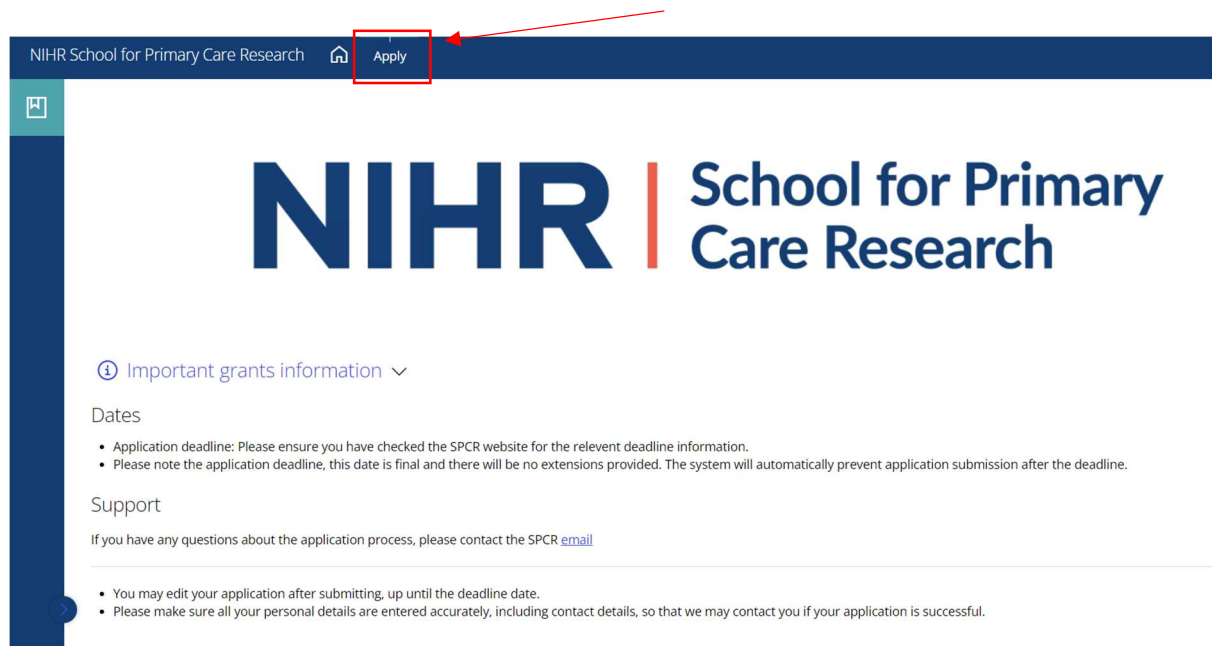 NIHR School for Primary Care Research Apply
NIHR School for Primary
Care Research
Important grants information
Dates
• Application deadline: Please ensure you have checked the SPCR website for the relevent deadline information.
• Please note the application deadline, this date is final and there will be no extensions provided. The system will automatically prevent application submission after the deadline.
Support
If you have any questions about the application process, please contact the SPCR email
• You may edit your application after submitting, up until the deadline date.
• Please make sure all your personal details are entered accurately, including contact details, so that we may contact you if your application is successful.